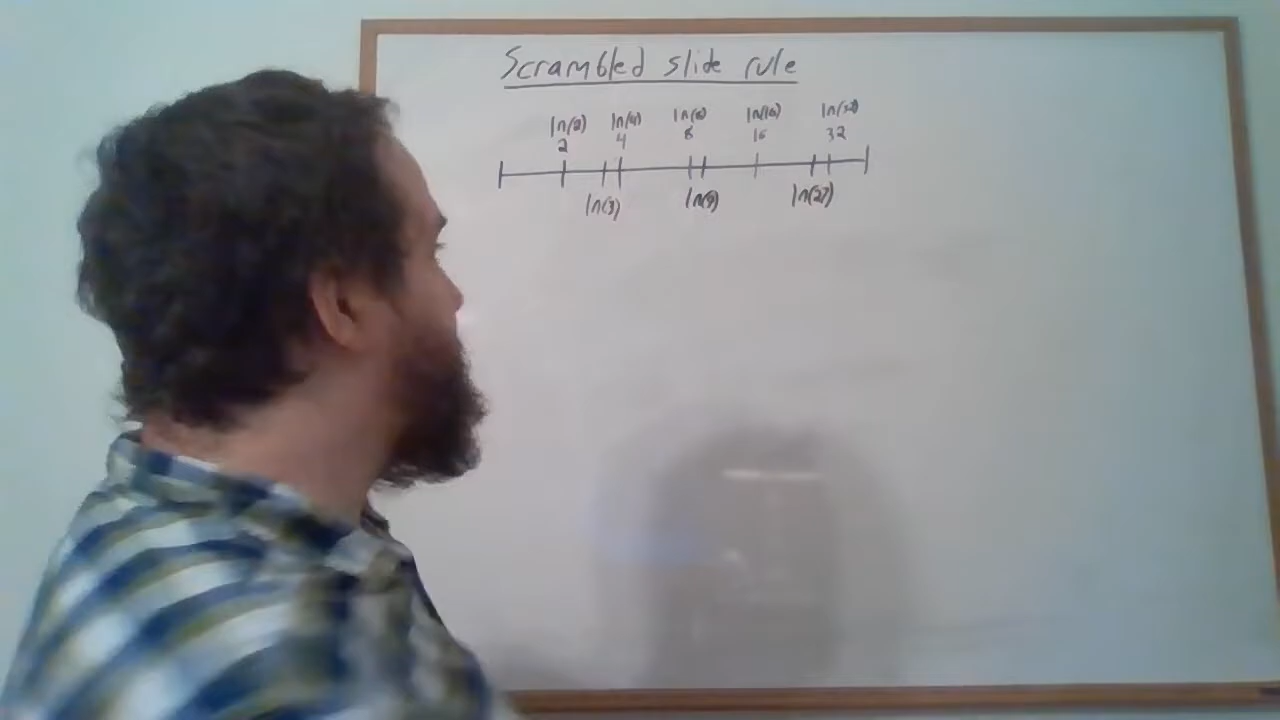 Scrambled slide rule
ln(2) ln(4) ln(8) ln(16) ln(32)
2 4 8 16 32
ln(3) ln(9) ln(27)